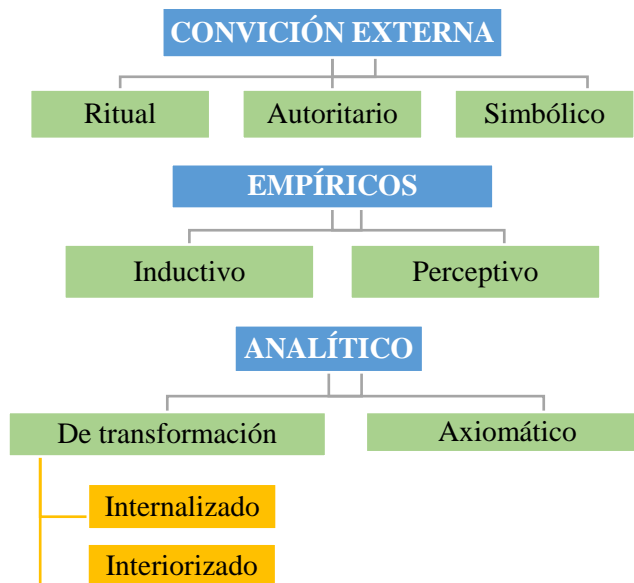 CONVICIÓN EXTERNA
Ritual
Autoritario
Simbólico
EMPÍRICOS
Inductivo
Perceptivo
ANALÍTICO
De transformación
Axiomático
Internalizado
Interiorizado